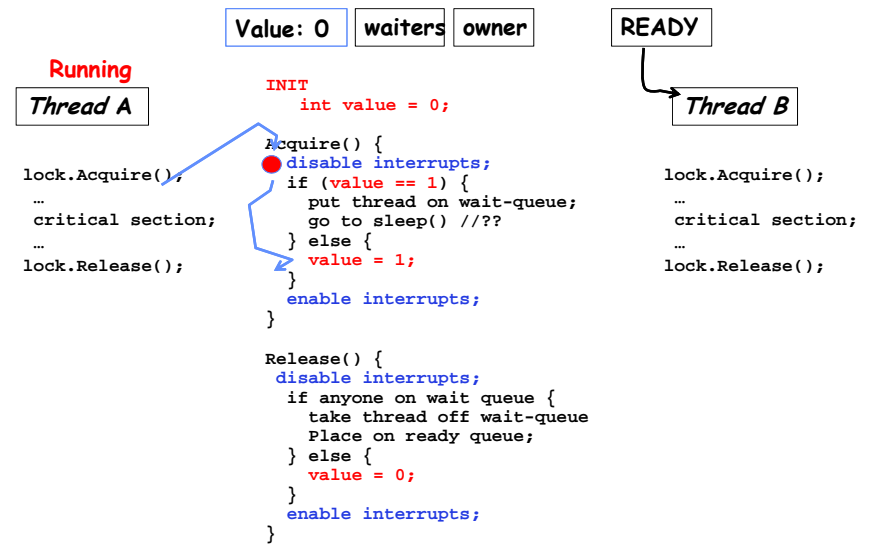 Value: 0 waiters owner READY
Running
Thread A
Thread B
INIT
int value = 0;
Acquire() {
disable interrupts;
if (value == 1) {
put thread on wait-queue;
go to sleep() //??
} else {
value = 1;
}
enable interrupts;
}
Release() {
disable interrupts;
if anyone on wait queue {
take thread off wait-queue
Place on ready queue;
} else {
value = 0;
}
enable interrupts;
}
lock.Acquire();
…
critical section;
…
lock.Release();
lock.Acquire();
…
critical section;
…
lock.Release();